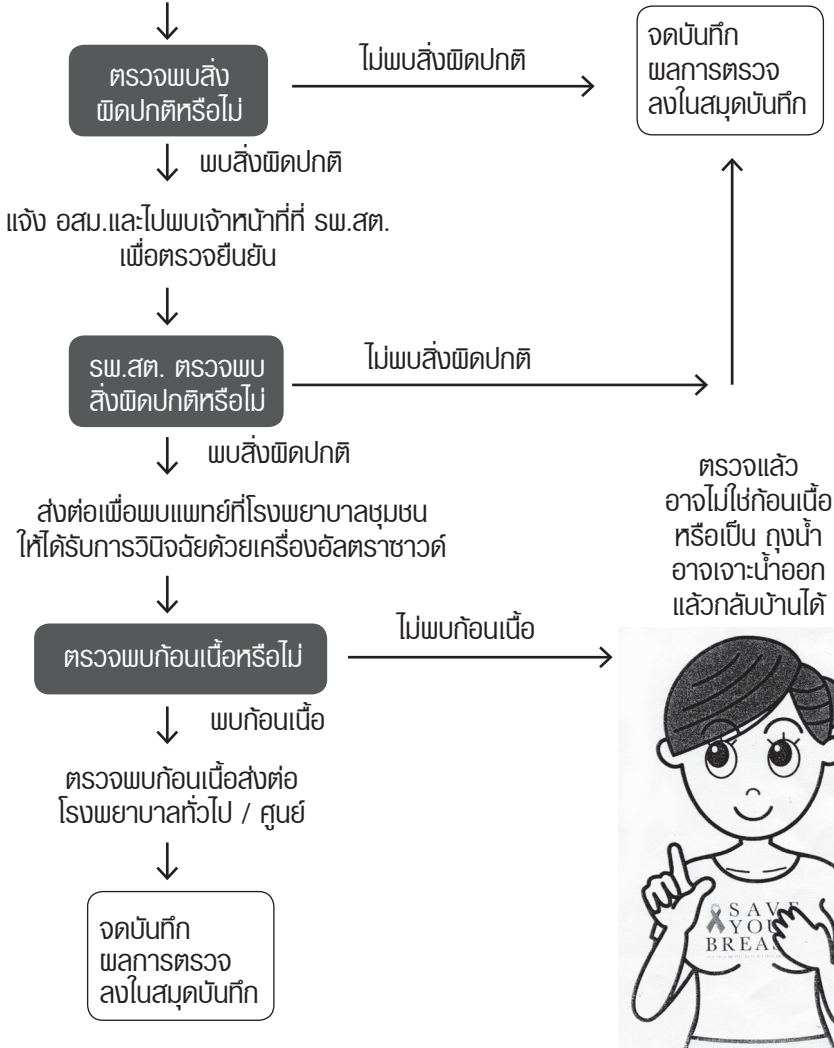 ตรวจพบสิ่ง
ผิดปกติหรือไม่
ไม่พบสิ่งผิดปกติ
จดบันทึก
ผลการตรวจ
ลงในสมุดบันทึก
พบสิ่งผิดปกติ
แจ้ง อสม.และไปพบเจ้าหน้าที่ที่ รพ.สต.
เพื่อตรวจยืนยัน
รพ.สต. ตรวจพบ
สิ่งผิดปกติหรือไม่
ไม่พบสิ่งผิดปกติ
พบสิ่งผิดปกติ
ส่งต่อเพื่อพบแพทย์ที่โรงพยาบาลชุมชน
ให้ได้รับการวินิจฉัยด้วยเครื่องอัลตราซาวด์
ตรวจแล้ว
อาจไม่ใช่ก้อนเนื้อ
หรือเป็น ถุงน้ำ
อาจเจาะน้ำออก
แล้วกลับบ้านได้
ตรวจพบก้อนเนื้อหรือไม่
ไม่พบก้อนเนื้อ
พบก้อนเนื้อ
ตรวจพบก้อนเนื้อส่งต่อ
โรงพยาบาลทั่วไป / ศูนย์
จดบันทึก
ผลการตรวจ
ลงในสมุดบันทึก
SAVE
YOU
BREAS